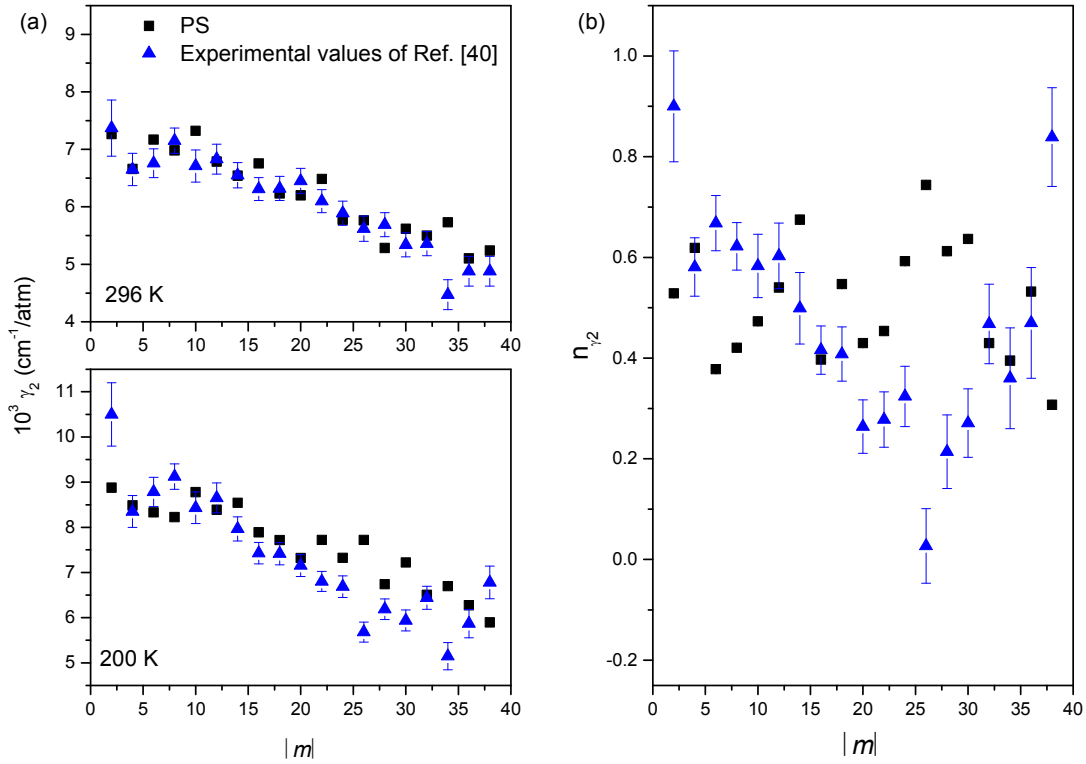 (a)
PS
Experimental values of Ref. [40]
9
8
7
6
5
4
296 K
0 5 10 15 20 25 30 35 40
10³ γ₂ (cm⁻¹/atm)
11
10
9
8
7
6
5
200 K
0 5 10 15 20 25 30 35 40
|m|
(b)
1.0
0.8
0.6
0.4
0.2
0.0
-0.2
n_γ2
0 5 10 15 20 25 30 35 40
|m|